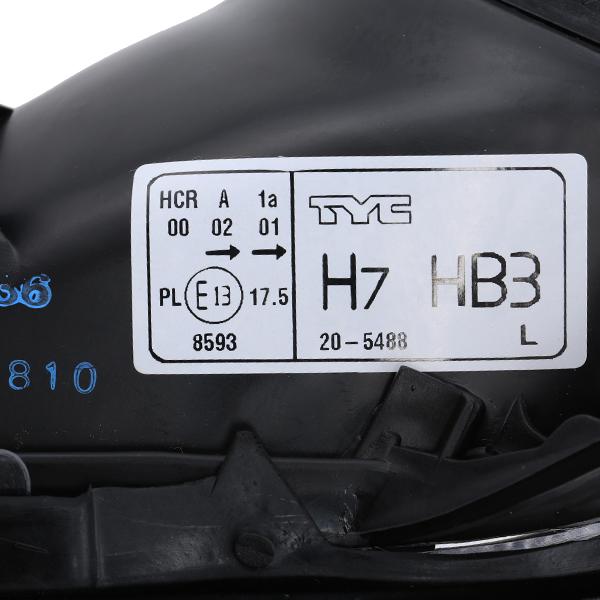 HCR A 1a
00 02 01
→ →
PL E13 17.5
8593
TYC
H7 HB3
20-5488
L
810